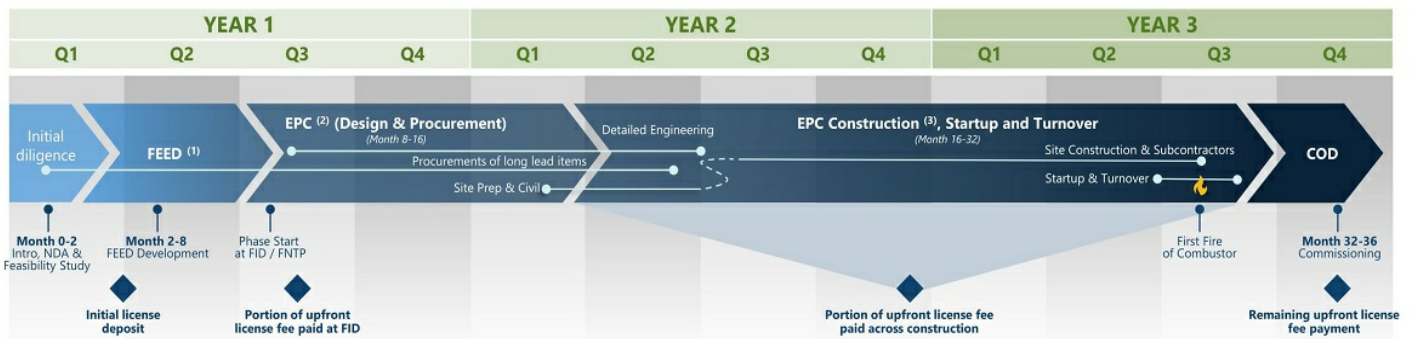 YEAR 1
YEAR 2
YEAR 3
Q1
Q2
Q3
Q4
Q1
Q2
Q3
Q4
Q1
Q2
Q3
Q4
Initial
diligence
FEED (1)
EPC (2) (Design & Procurement)
(Month 8-16)
Detailed Engineering
Procurements of long lead items
Site Prep & Civil
EPC Construction (3), Startup and Turnover
(Month 16-32)
Site Construction & Subcontractors
Startup & Turnover
COD
Month 0-2
Intro, NDA &
Feasibility Study
Month 2-8
FEED Development
Phase Start
at FID / FNTP
First Fire
of Combustor
Month 32-36
Commissioning
Initial license
deposit
Portion of upfront
license fee paid at FID
Portion of upfront license fee
paid across construction
Remaining upfront license
fee payment